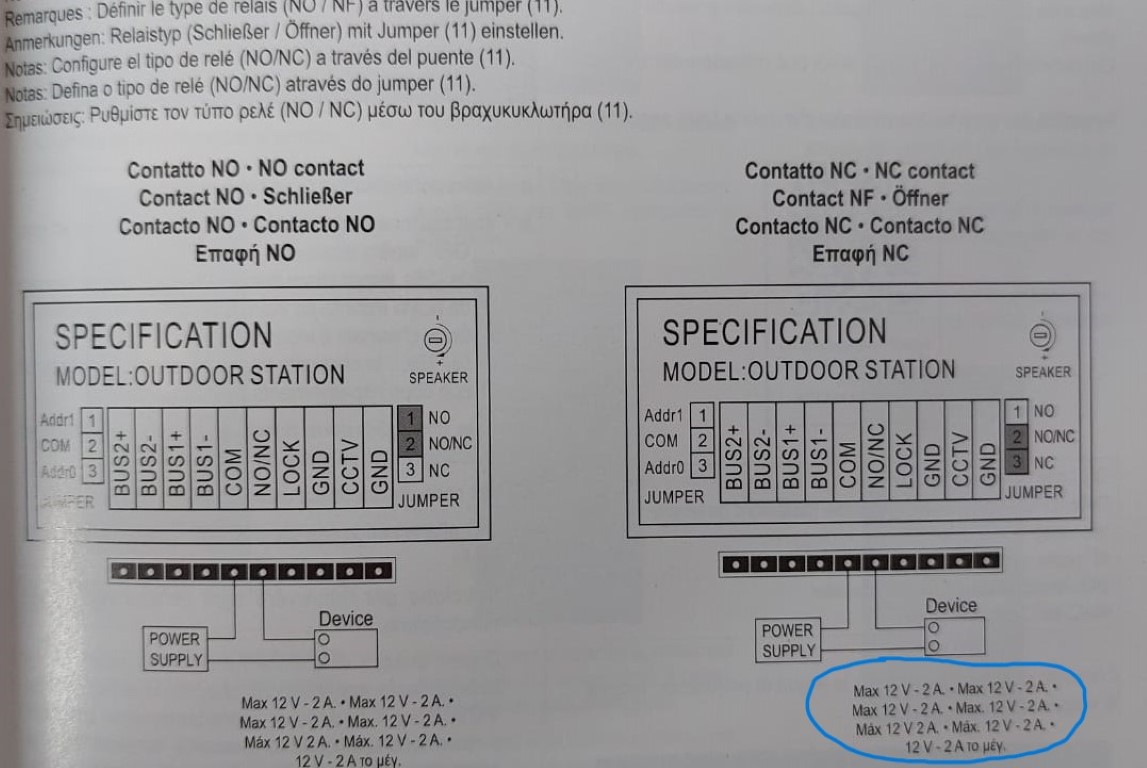 Remarques : Définir le type de relais (NO / NF) à travers le jumper (11).
Anmerkungen: Relaistyp (Schließer / Öffner) mit Jumper (11) einstellen.
Notas: Configure el tipo de relé (NO/NC) a través del puente (11).
Notas: Defina o tipo de relé (NO/NC) através do jumper (11).
Σημειώσεις: Ρυθμίστε τον τύπο ρελέ (NO / NC) μέσω του βραχυκυκλωτήρα (11).
Contatto NO • NO contact
Contact NO • Schließer
Contacto NO • Contacto NO
Επαφή NO
SPECIFICATION
MODEL:OUTDOOR STATION
-
+
SPEAKER
Addr1 1
COM 2
Addr0 3
JUMPER
BUS2+
BUS2-
BUS1+
BUS1-
COM
NO/NC
LOCK
GND
CCTV
GND
1 NO
2 NO/NC
3 NC
JUMPER
Device
POWER
SUPPLY
Max 12 V - 2 A. • Max 12 V - 2 A. •
Max 12 V - 2 A. • Max. 12 V - 2 A. •
Máx 12 V 2 A. • Máx. 12 V - 2 A. •
12 V - 2 A το μέγ.
Contatto NC • NC contact
Contact NF • Öffner
Contacto NC • Contacto NC
Επαφή NC
SPECIFICATION
MODEL:OUTDOOR STATION
-
+
SPEAKER
Addr1 1
COM 2
Addr0 3
JUMPER
BUS2+
BUS2-
BUS1+
BUS1-
COM
NO/NC
LOCK
GND
CCTV
GND
1 NO
2 NO/NC
3 NC
JUMPER
Device
POWER
SUPPLY
Max 12 V - 2 A. • Max 12 V - 2 A. •
Max 12 V - 2 A. • Max. 12 V - 2 A. •
Máx 12 V 2 A. • Máx. 12 V - 2 A. •
12 V - 2 A το μέγ.